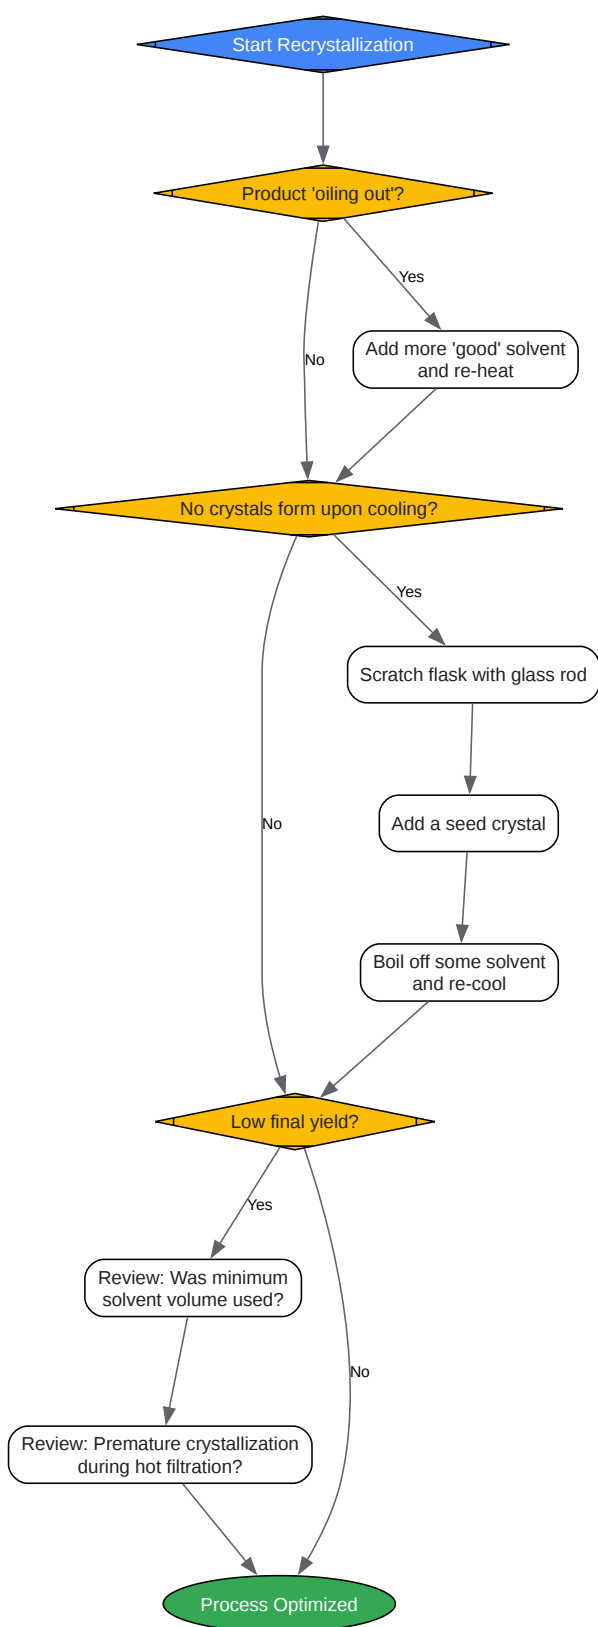 Start Recrystallization
Product 'oiling out'?
Yes
No
Add more 'good' solvent
and re-heat
No crystals form upon cooling?
Yes
Scratch flask with glass rod
No
Add a seed crystal
Boil off some solvent
and re-cool
Low final yield?
Yes
Review: Was minimum
solvent volume used?
No
Review: Premature crystallization
during hot filtration?
Process Optimized